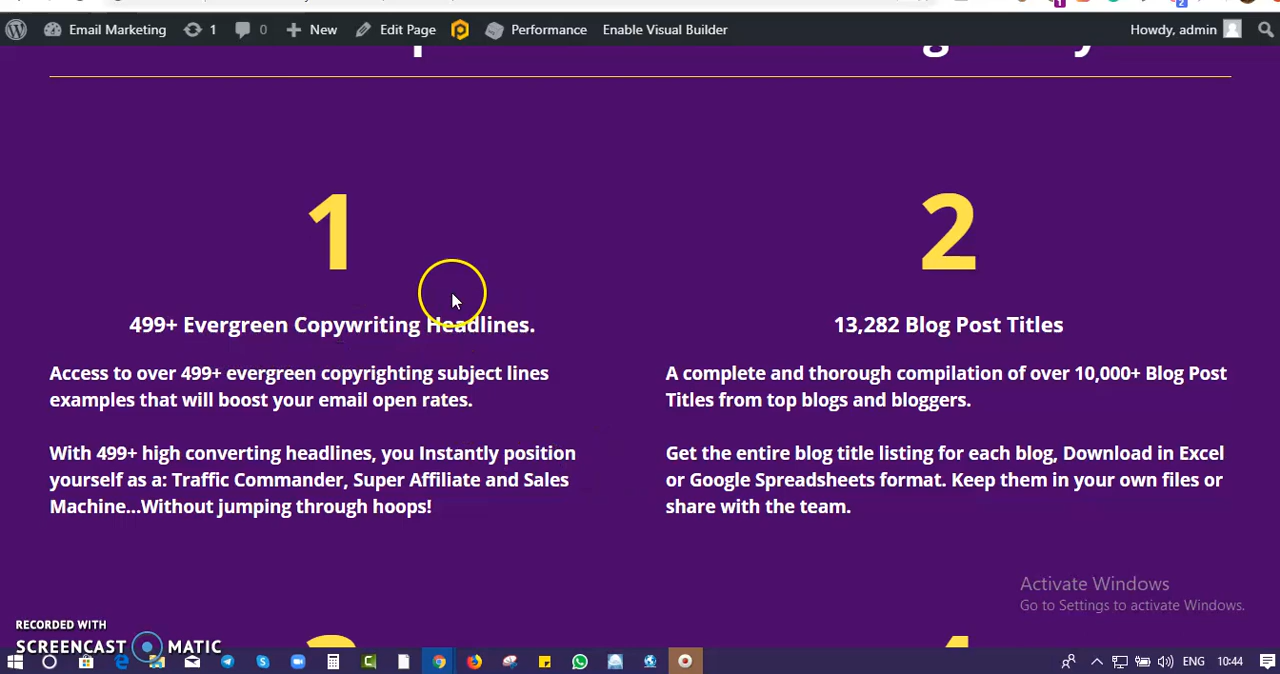 Email Marketing 1 0 New Edit Page Performance Enable Visual Builder Howdy, admin
1 2
499+ Evergreen Copywriting Headlines. 13,282 Blog Post Titles
Access to over 499+ evergreen copyrighting subject lines
examples that will boost your email open rates.
With 499+ high converting headlines, you Instantly position
yourself as a: Traffic Commander, Super Affiliate and Sales
Machine...Without jumping through hoops!
A complete and thorough compilation of over 10,000+ Blog Post
Titles from top blogs and bloggers.
Get the entire blog title listing for each blog, Download in Excel
or Google Spreadsheets format. Keep them in your own files or
share with the team.
Activate Windows
Go to Settings to activate Windows.
RECORDED WITH
SCREENCAST MATIC
ENG 10:44